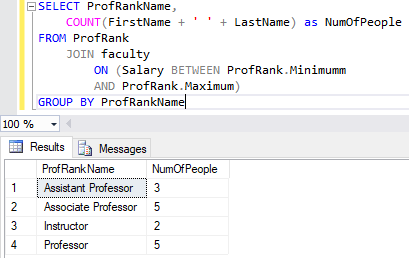 SELECT ProfRankName,
COUNT(FirstName + ' ' + LastName) as NumOfPeople
FROM ProfRank
JOIN faculty
ON (Salary BETWEEN ProfRank.Minimumm
AND ProfRank.Maximum)
GROUP BY ProfRankName
100 %
Results Messages
ProfRankName NumOfPeople
1 Assistant Professor 3
2 Associate Professor 5
3 Instructor 2
4 Professor 5